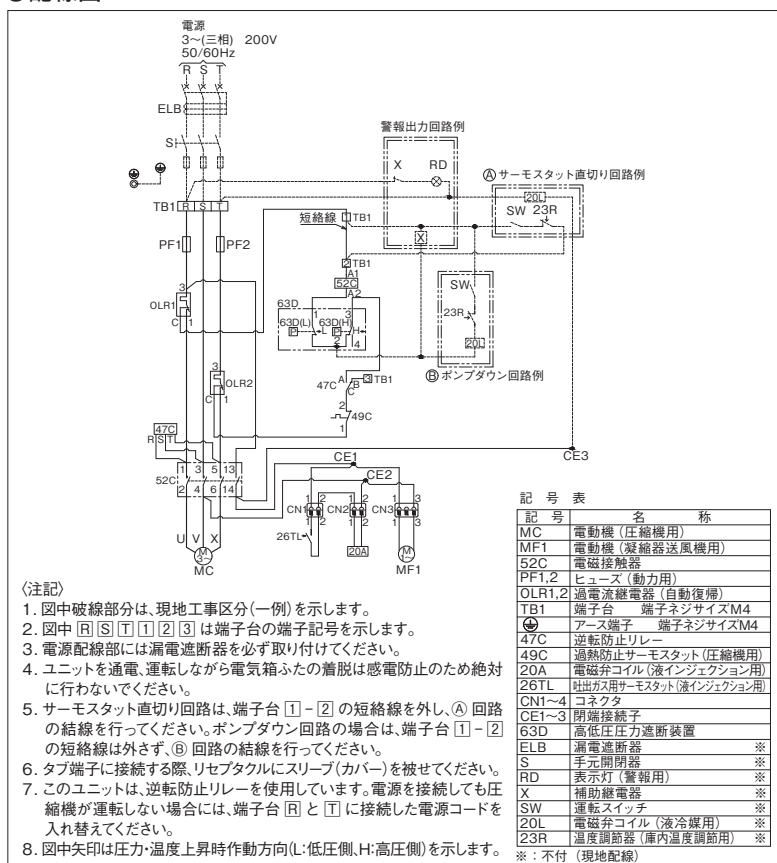 電源
3～(三相) 200V
50/60Hz
R S T
ELB
S
警報出力回路例
X RD
Ⓐ サーモスタット直切り回路例
20L
SW 23R
TB1 R S T
短絡線 1 TB1
X
PF1 PF2
2 TB1
A1
52C
A2
SW
23R
20L
Ⓑ ポンプダウン回路例
63D
1 3
63D(L) L 63D(H) H
2 4
3
OLR1
C 1
3
OLR2
C 1
47C A B 3 TB1
C
2
49C
1
47C
R S T
CE1
CE2
CE3
1 3 5 13
52C
2 4 6 14
1 2 1 2 1 3
CN1 CN2 CN3
1 2 1 2 1 3
26TL
20A
U V X
M
3～
MC
M
1～
MF1
〈注記〉
1. 図中破線部分は、現地工事区分(一例)を示します。
2. 図中 R S T 1 2 3 は端子台の端子記号を示します。
3. 電源配線部には漏電遮断器を必ず取り付けてください。
4. ユニットを通電、運転しながら電気箱ふたの着脱は感電防止のため絶対
に行わないでください。
5. サーモスタット直切り回路は、端子台 1 - 2 の短絡線を外し、Ⓐ 回路
の結線を行ってください。ポンプダウン回路の場合は、端子台 1 - 2
の短絡線は外さず、Ⓑ 回路の結線を行ってください。
6. タブ端子に接続する際、リセプタクルにスリーブ(カバー)を被せてください。
7. このユニットは、逆転防止リレーを使用しています。電源を接続しても圧
縮機が運転しない場合には、端子台 R と T に接続した電源コードを
入れ替えてください。
8. 図中矢印は圧力・温度上昇時作動方向(L:低圧側、H:高圧側)を示します。
記 号 表
記 号 名 称
MC 電動機(圧縮機用)
MF1 電動機(凝縮器送風機用)
52C 電磁接触器
PF1,2 ヒューズ(動力用)
OLR1,2 過電流継電器(自動復帰)
TB1 端子台 端子ネジサイズM4
アース端子 端子ネジサイズM4
47C 逆転防止リレー
49C 過熱防止サーモスタット(圧縮機用)
20A 電磁弁コイル(液インジェクション用)
26TL 吐出ガス用サーモスタット(液インジェクション用)
CN1～4 コネクタ
CE1～3 閉端接続子
63D 高低圧圧力遮断装置
ELB 漏電遮断器 ※
S 手元開閉器 ※
RD 表示灯(警報用) ※
X 補助継電器 ※
SW 運転スイッチ ※
20L 電磁弁コイル(液冷媒用) ※
23R 温度調節器(庫内温度調節用) ※
※：不付(現地配線)